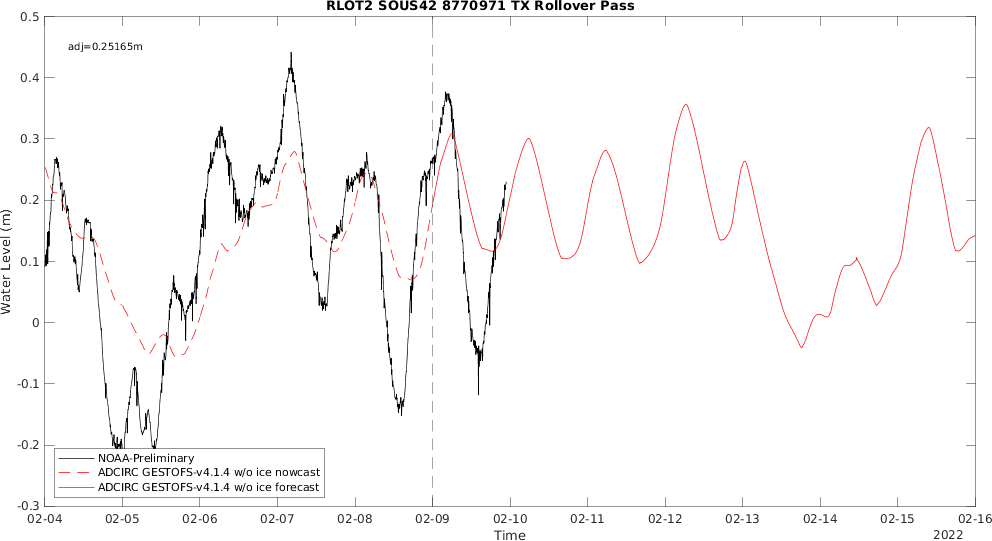 RLOT2 SOUS42 8770971 TX Rollover Pass
adj=0.25165m
Water Level (m)
0.5
0.4
0.3
0.2
0.1
0
-0.1
-0.2
-0.3
NOAA-Preliminary
ADCIRC GESTOFS-v4.1.4 w/o ice nowcast
ADCIRC GESTOFS-v4.1.4 w/o ice forecast
02-04 02-05 02-06 02-07 02-08 02-09 02-10 02-11 02-12 02-13 02-14 02-15 02-16
Time
2022